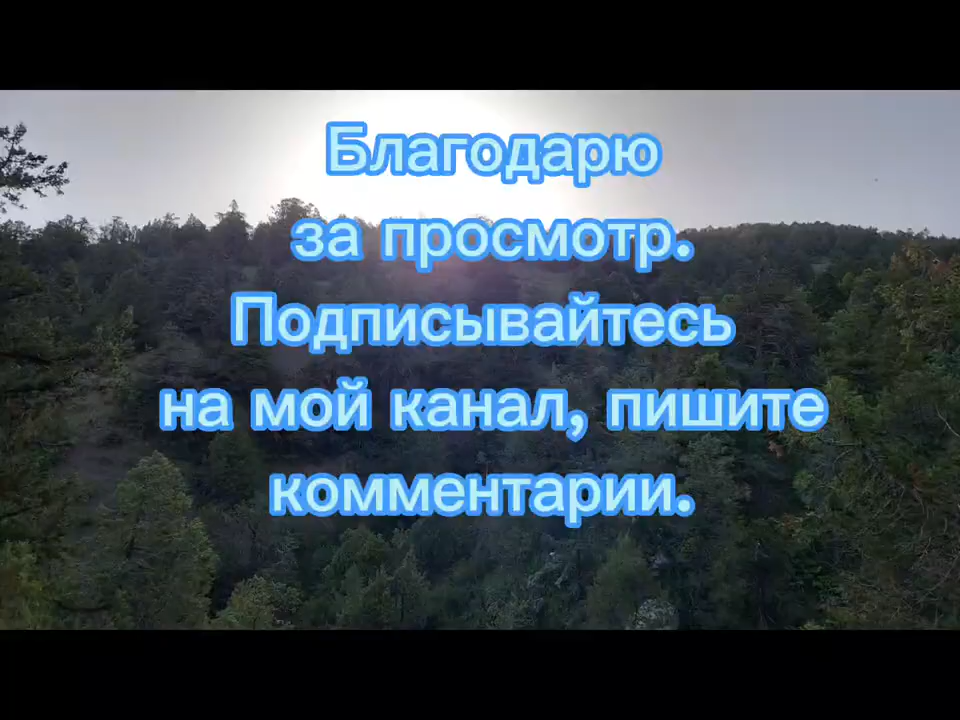 Благодарю
за просмотр.
Подписывайтесь
на мой канал, пишите
комментарии.